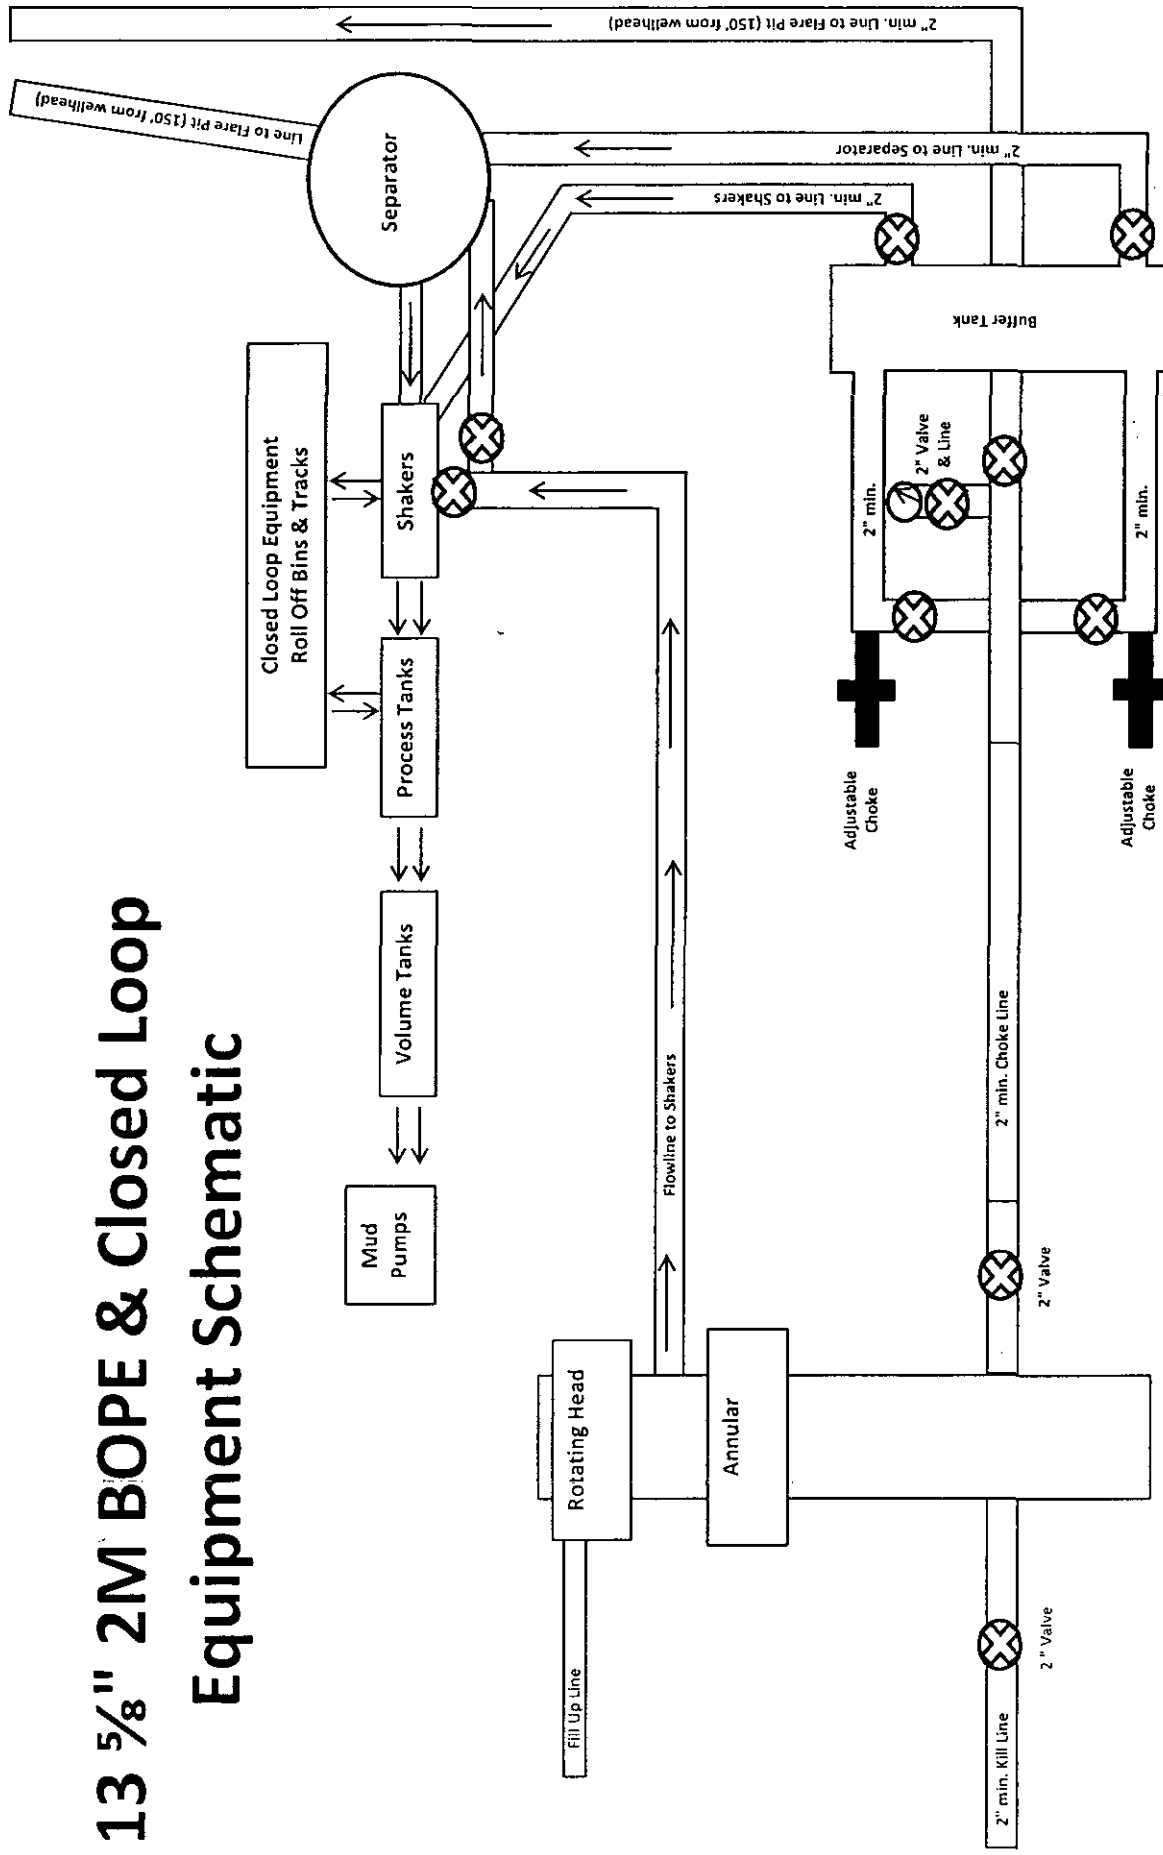 13 ⅝" 2M BOPE & Closed Loop
Equipment Schematic
Closed Loop Equipment
Roll Off Bins & Tracks
Mud
Pumps
Volume Tanks
Process Tanks
Shakers
Separator
Line to Flare Pit (150' from wellhead)
2" min. Line to Flare Pit (150' from wellhead)
2" min. Line to Separator
2" min. Line to Shakers
Fill Up Line
Rotating Head
Flowline to Shakers
Annular
2" min. Kill Line
2" Valve
2" Valve
2" min. Choke Line
Adjustable
Choke
Adjustable
Choke
2" min.
2" Valve
& Line
2" min.
Buffer Tank